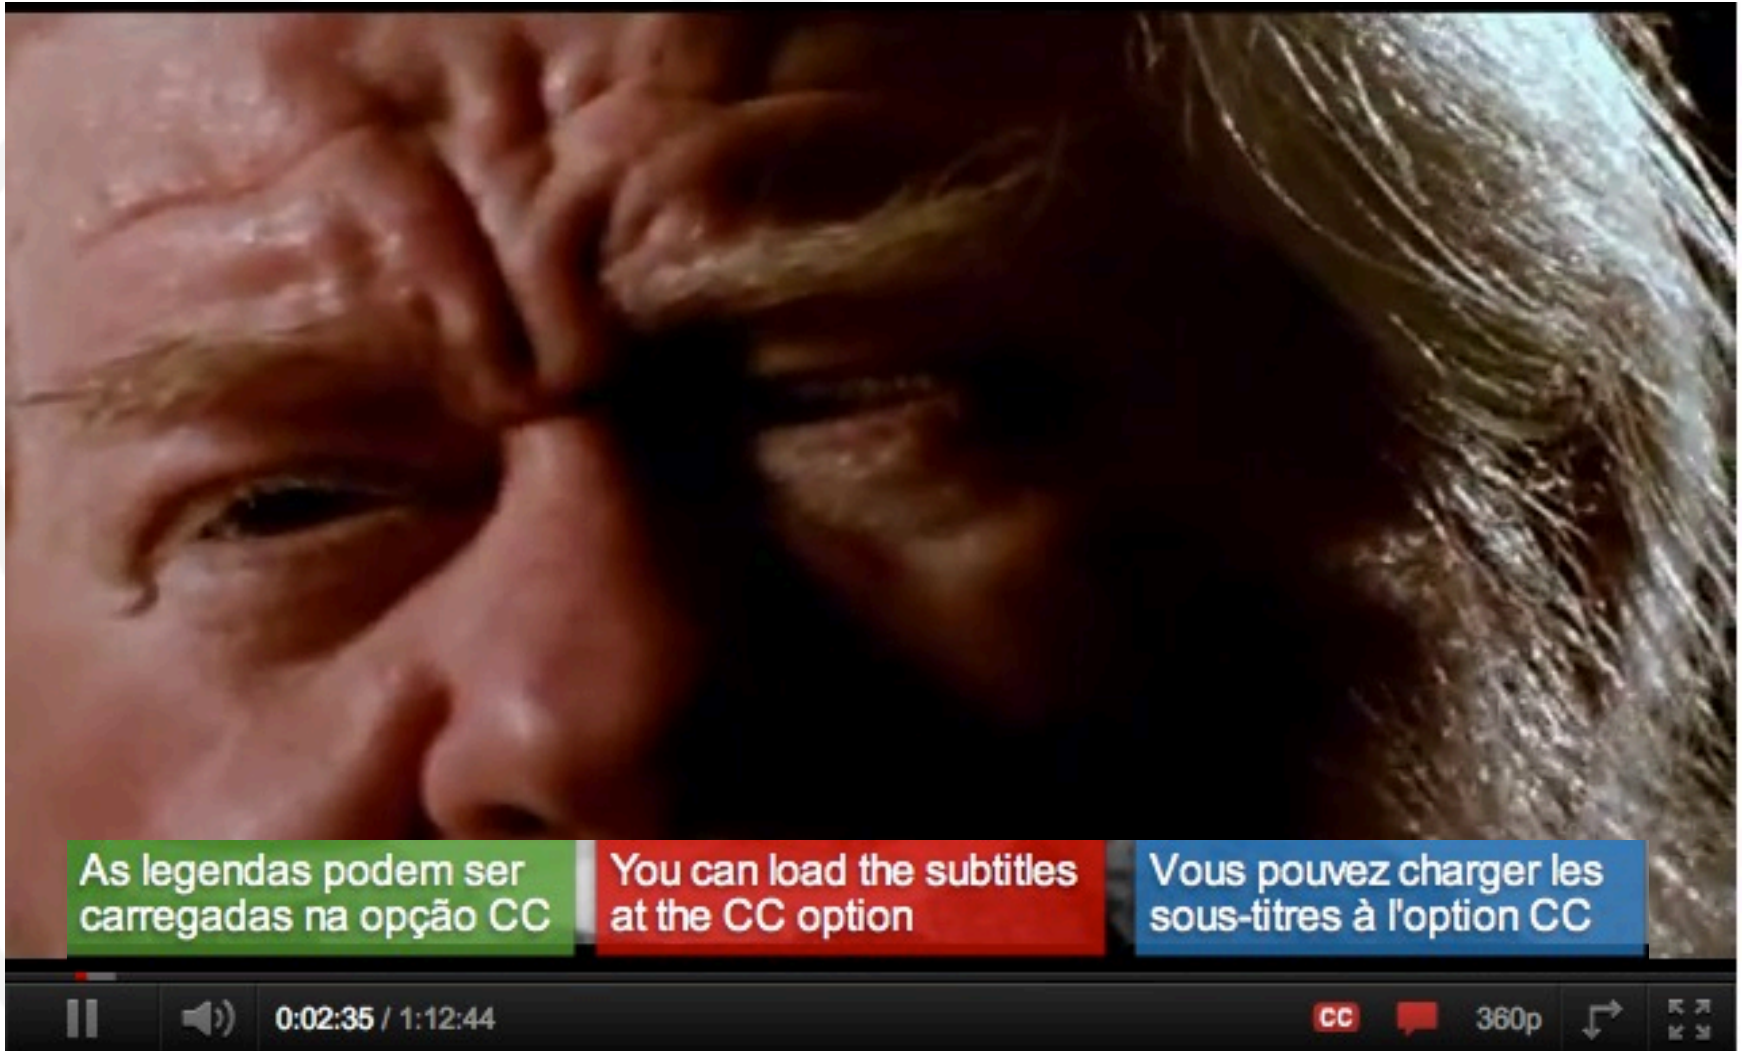 As legendas podem ser
carregadas na opção CC
You can load the subtitles
at the CC option
Vous pouvez charger les
sous-titres à l'option CC
0:02:35 / 1:12:44
CC
360p